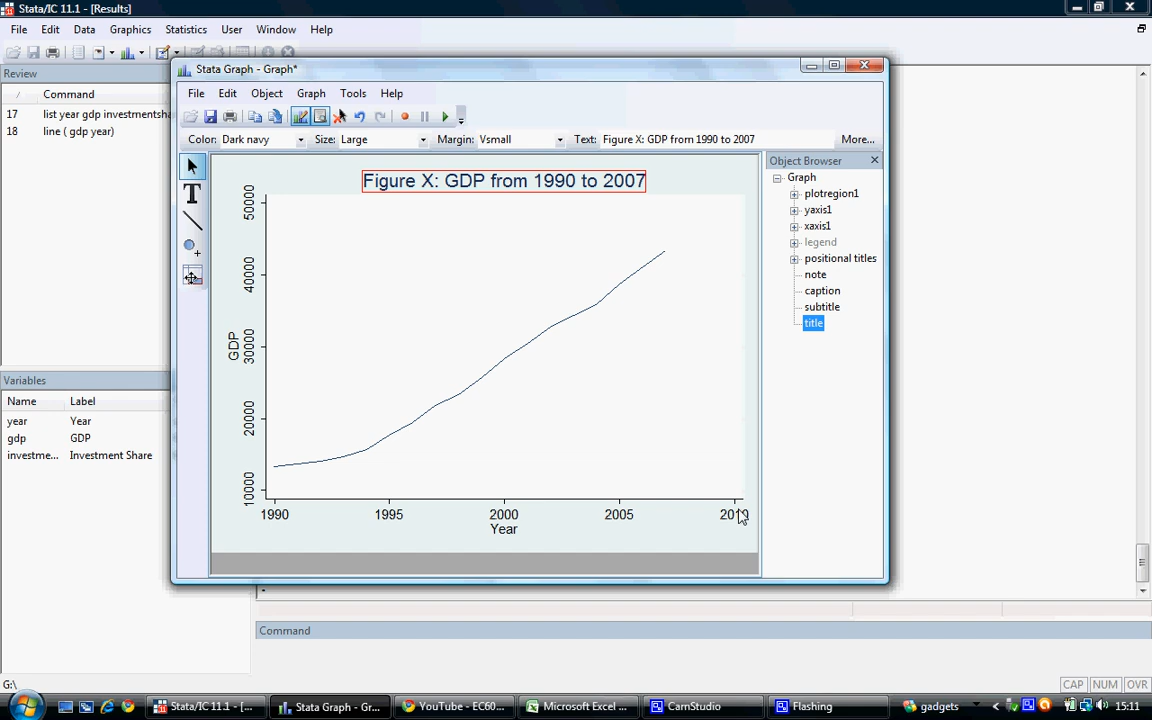 Stata/IC 11.1 - [Results]
File Edit Data Graphics Statistics User Window Help
Review
Command
17 list year gdp investmentsha
18 line ( gdp year)
Variables
Name Label
year Year
gdp GDP
investme... Investment Share
Stata Graph - Graph*
File Edit Object Graph Tools Help
Color: Dark navy Size: Large Margin: Vsmall Text: Figure X: GDP from 1990 to 2007 More...
T
Figure X: GDP from 1990 to 2007
50000
40000
30000
20000
10000
GDP
1990 1995 2000 2005 2010
Year
Object Browser
Graph
plotregion1
yaxis1
xaxis1
legend
positional titles
note
caption
subtitle
title
Command
G:\
CAP NUM OVR
Stata/IC 11.1 - [... Stata Graph - Gr... YouTube - EC60... Microsoft Excel ... CamStudio Flashing gadgets 15:11